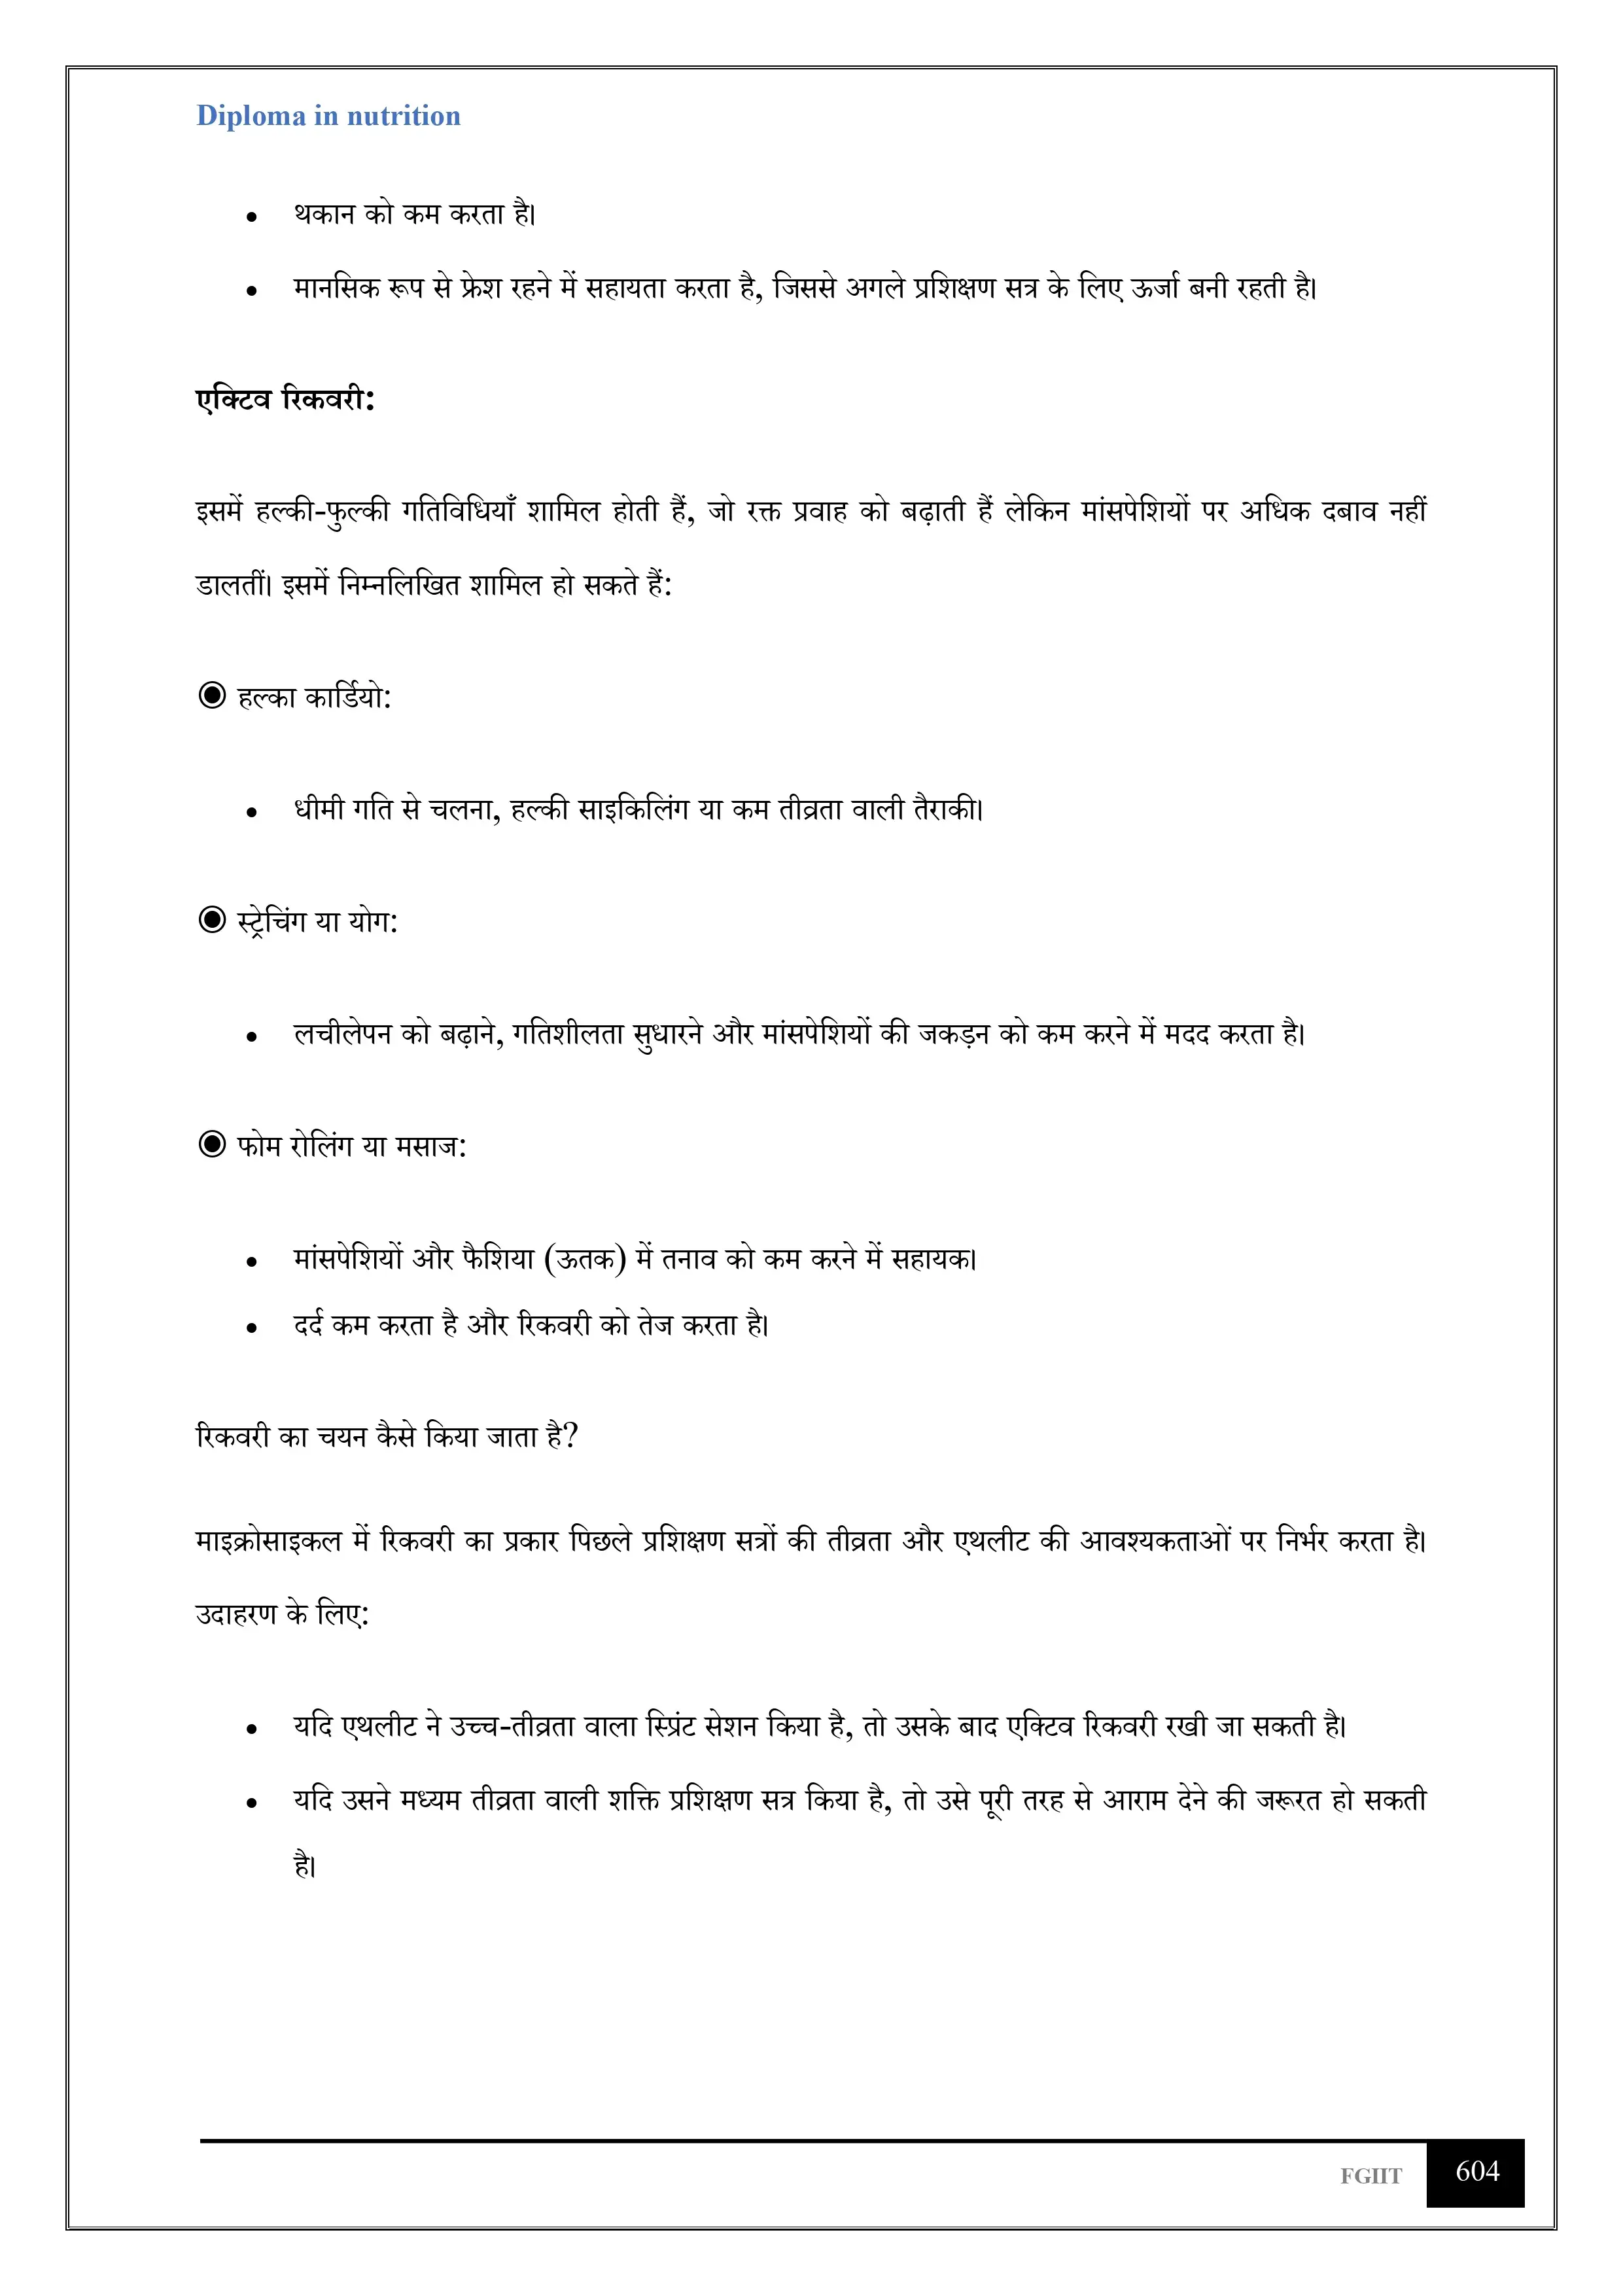 Diploma in nutrition
• थकान को कम करता है।
• मानसिक रूप से फ्रेश रहने में सहायता करता है, जिससे अगले प्रशिक्षण सत्र के लिए ऊर्जा बनी रहती है।
एक्टिव रिकवरी:
इसमें हल्की-फुल्की गतिविधियाँ शामिल होती हैं, जो रक्त प्रवाह को बढ़ाती हैं लेकिन मांसपेशियों पर अधिक दबाव नहीं
डालतीं। इसमें निम्नलिखित शामिल हो सकते हैं:
◉ हल्का कार्डियो:
• धीमी गति से चलना, हल्की साइकिलिंग या कम तीव्रता वाली तैराकी।
◉ स्ट्रेचिंग या योग:
• लचीलेपन को बढ़ाने, गतिशीलता सुधारने और मांसपेशियों की जकड़न को कम करने में मदद करता है।
◉ फोम रोलिंग या मसाज:
• मांसपेशियों और फैशिया (ऊतक) में तनाव को कम करने में सहायक।
• दर्द कम करता है और रिकवरी को तेज करता है।
रिकवरी का चयन कैसे किया जाता है?
माइक्रोसाइकल में रिकवरी का प्रकार पिछले प्रशिक्षण सत्रों की तीव्रता और एथलीट की आवश्यकताओं पर निर्भर करता है।
उदाहरण के लिए:
• यदि एथलीट ने उच्च-तीव्रता वाला स्प्रिंट सेशन किया है, तो उसके बाद एक्टिव रिकवरी रखी जा सकती है।
• यदि उसने मध्यम तीव्रता वाली शक्ति प्रशिक्षण सत्र किया है, तो उसे पूरी तरह से आराम देने की जरूरत हो सकती
है।
FGIIT 604